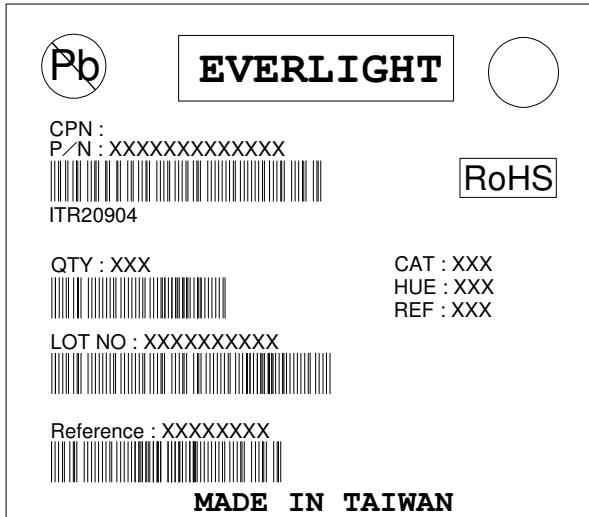 Pb
EVERLIGHT
CPN :
P/N : XXXXXXXXXXXXX
RoHS
ITR20904
QTY : XXX
CAT : XXX
HUE : XXX
REF : XXX
LOT NO : XXXXXXXXXX
Reference : XXXXXXXX
MADE IN TAIWAN